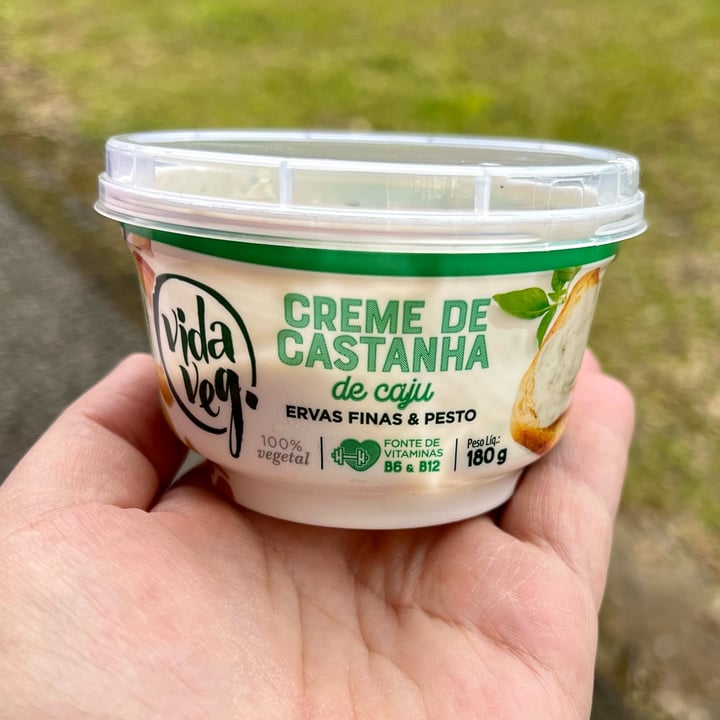 vida
veg.
CREME DE
CASTANHA
de caju
ERVAS FINAS & PESTO
100%
vegetal
FONTE DE
VITAMINAS
B6 & B12
Peso Líq.:
180 g